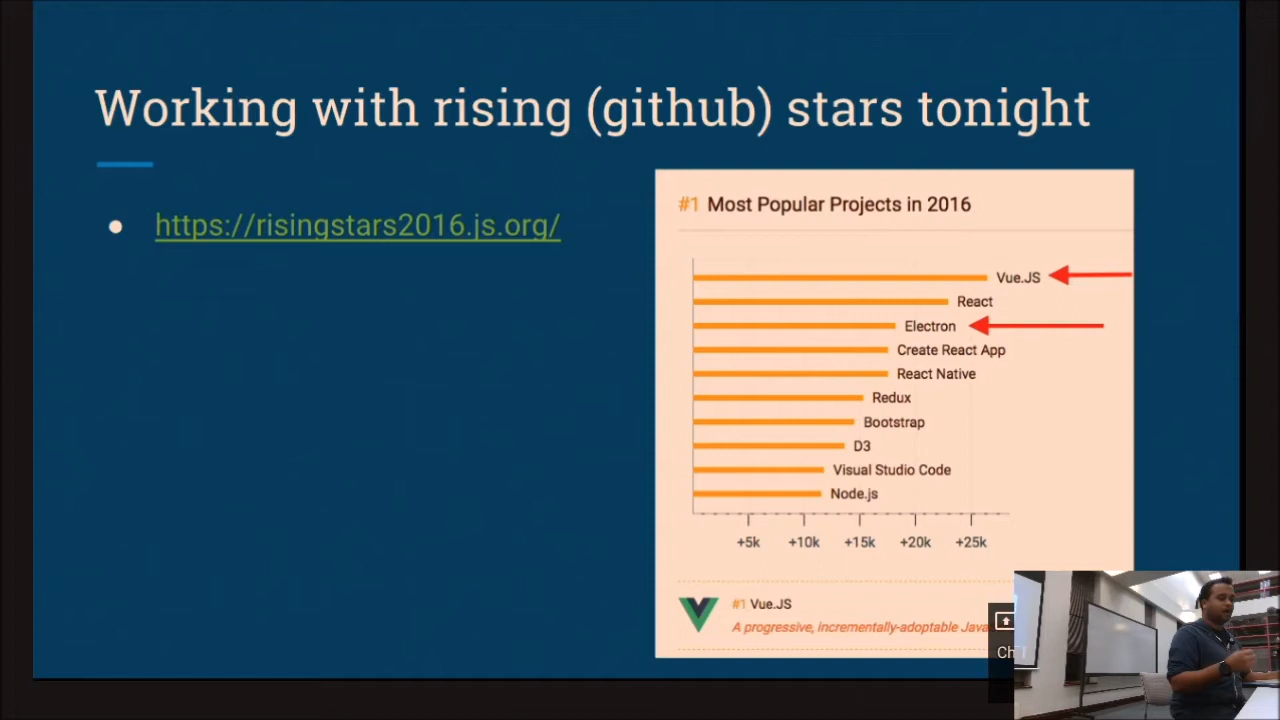 Working with rising (github) stars tonight
● https://risingstars2016.js.org/
#1 Most Popular Projects in 2016
Vue.JS
React
Electron
Create React App
React Native
Redux
Bootstrap
D3
Visual Studio Code
Node.js
+5k +10k +15k +20k +25k
#1 Vue.JS
A progressive, incrementally-adoptable